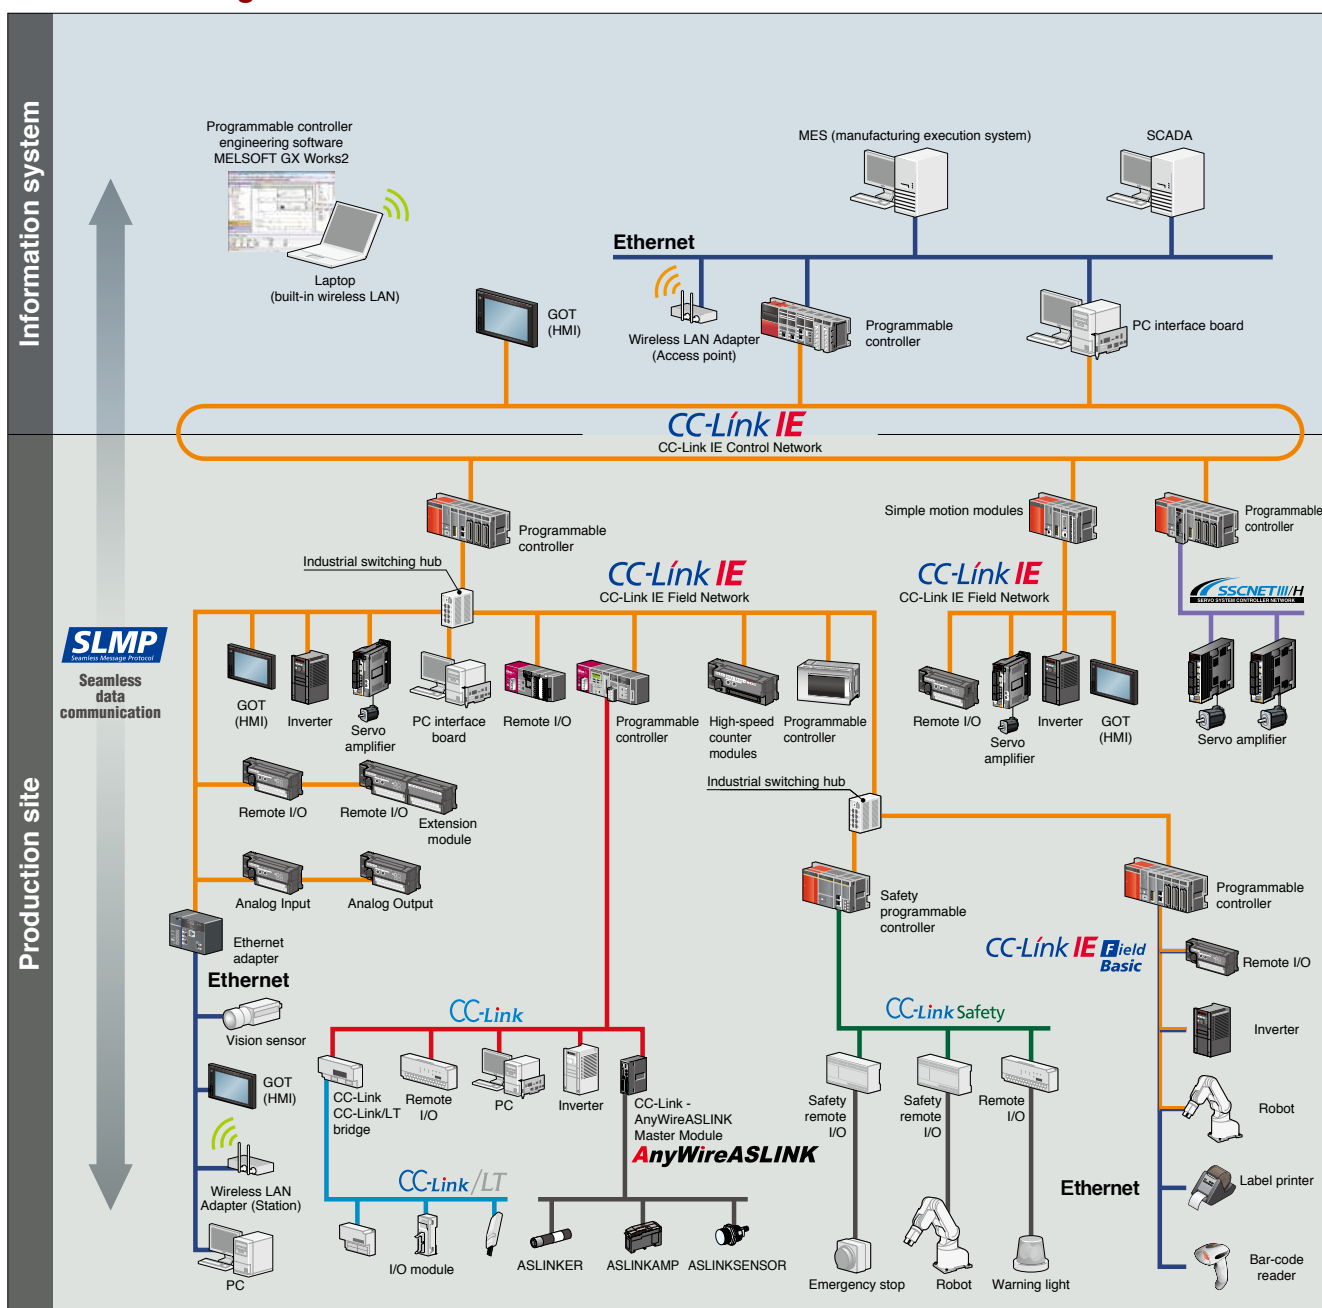 Information system
Programmable controller
engineering software
MELSOFT GX Works2
Laptop
(built-in wireless LAN)
MES (manufacturing execution system)
SCADA
Ethernet
GOT
(HMI)
Wireless LAN Adapter
(Access point)
Programmable
controller
PC interface board
CC-Link IE
CC-Link IE Control Network
Production site
SLMP
Seamless Message Protocol
Seamless
data
communication
Programmable
controller
Simple motion modules
Programmable
controller
Industrial switching hub
CC-Link IE
CC-Link IE Field Network
CC-Link IE
CC-Link IE Field Network
SSCNETIII/H
SERVO SYSTEM CONTROLLER NETWORK
GOT
(HMI)
Inverter
Servo
amplifier
PC interface
board
Remote I/O
Programmable
controller
High-speed
counter
modules
Programmable
controller
Remote I/O
Servo
amplifier
Inverter
GOT
(HMI)
Servo amplifier
Industrial switching hub
Remote I/O
Remote I/O
Extension
module
Analog Input
Analog Output
Safety
programmable
controller
Programmable
controller
Ethernet
adapter
Ethernet
CC-Link IE Field
Basic
Remote I/O
Vision sensor
CC-Link
CC-Link Safety
Inverter
GOT
(HMI)
CC-Link
CC-Link/LT
bridge
Remote
I/O
PC
Inverter
CC-Link -
AnyWireASLINK
Master Module
AnyWireASLINK
Safety
remote
I/O
Safety
remote
I/O
Remote
I/O
Robot
Wireless LAN
Adapter (Station)
CC-Link/LT
Ethernet
Label printer
PC
I/O module
ASLINKER
ASLINKAMP
ASLINKSENSOR
Emergency stop
Robot
Warning light
Bar-code
reader